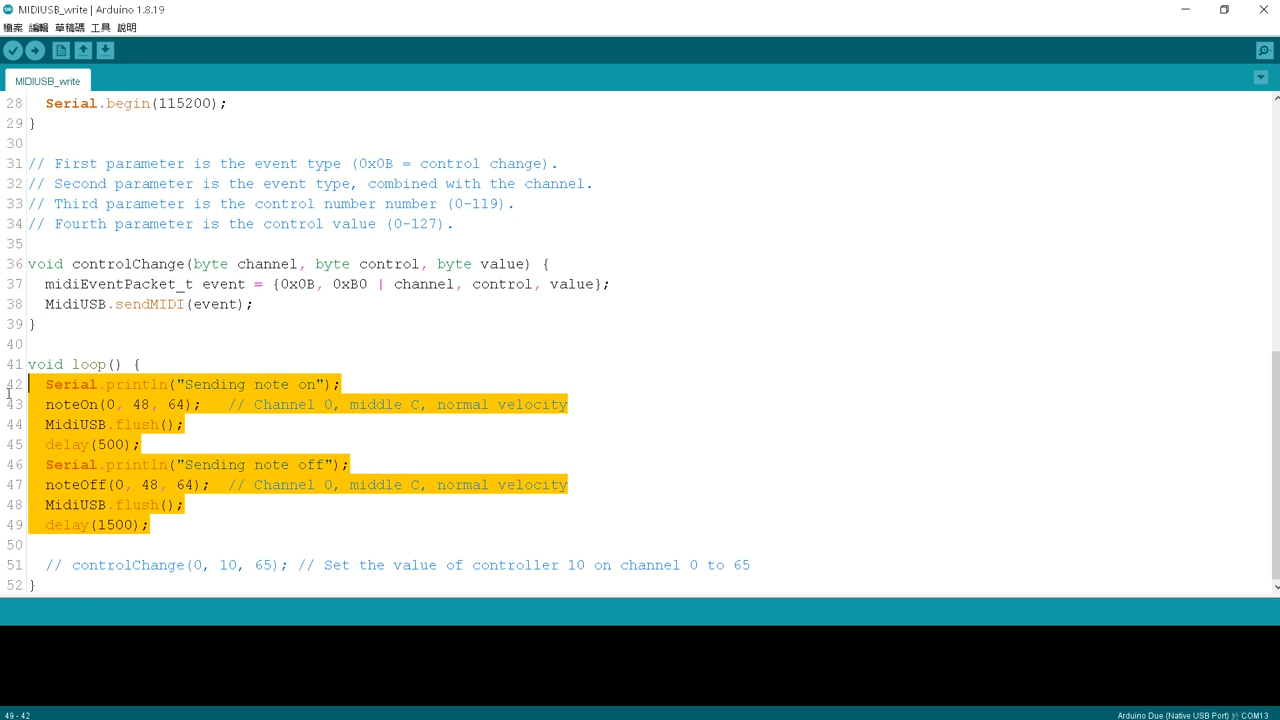 MIDIUSB_write | Arduino 1.8.19
檔案 編輯 草稿碼 工具 說明
MIDIUSB_write
28 Serial.begin(115200);
29 }
30
31 // First parameter is the event type (0x0B = control change).
32 // Second parameter is the event type, combined with the channel.
33 // Third parameter is the control number number (0-119).
34 // Fourth parameter is the control value (0-127).
35
36 void controlChange(byte channel, byte control, byte value) {
37 midiEventPacket_t event = {0x0B, 0xB0 | channel, control, value};
38 MidiUSB.sendMIDI(event);
39 }
40
41 void loop() {
42 Serial.println("Sending note on");
43 noteOn(0, 48, 64); // Channel 0, middle C, normal velocity
44 MidiUSB.flush();
45 delay(500);
46 Serial.println("Sending note off");
47 noteOff(0, 48, 64); // Channel 0, middle C, normal velocity
48 MidiUSB.flush();
49 delay(1500);
50
51 // controlChange(0, 10, 65); // Set the value of controller 10 on channel 0 to 65
52 }
49 - 42
Arduino Due (Native USB Port) 於 COM13